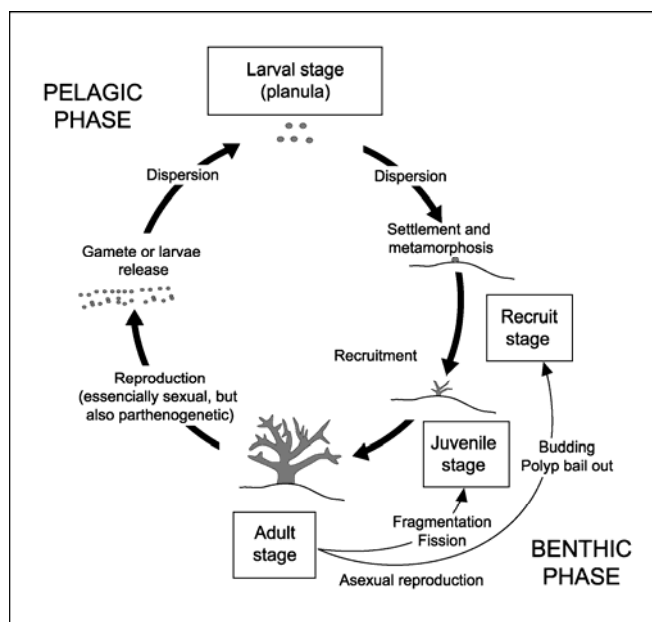 Larval stage
(planula)
PELAGIC
PHASE
Dispersion
Dispersion
Settlement and
metamorphosis
Gamete or larvae
release
Recruit
stage
Recruitment
Reproduction
(essencially sexual, but
also parthenogenetic)
Juvenile
stage
Budding
Polyp bail out
Adult
stage
Fragmentation
Fission
Asexual reproduction
BENTHIC
PHASE